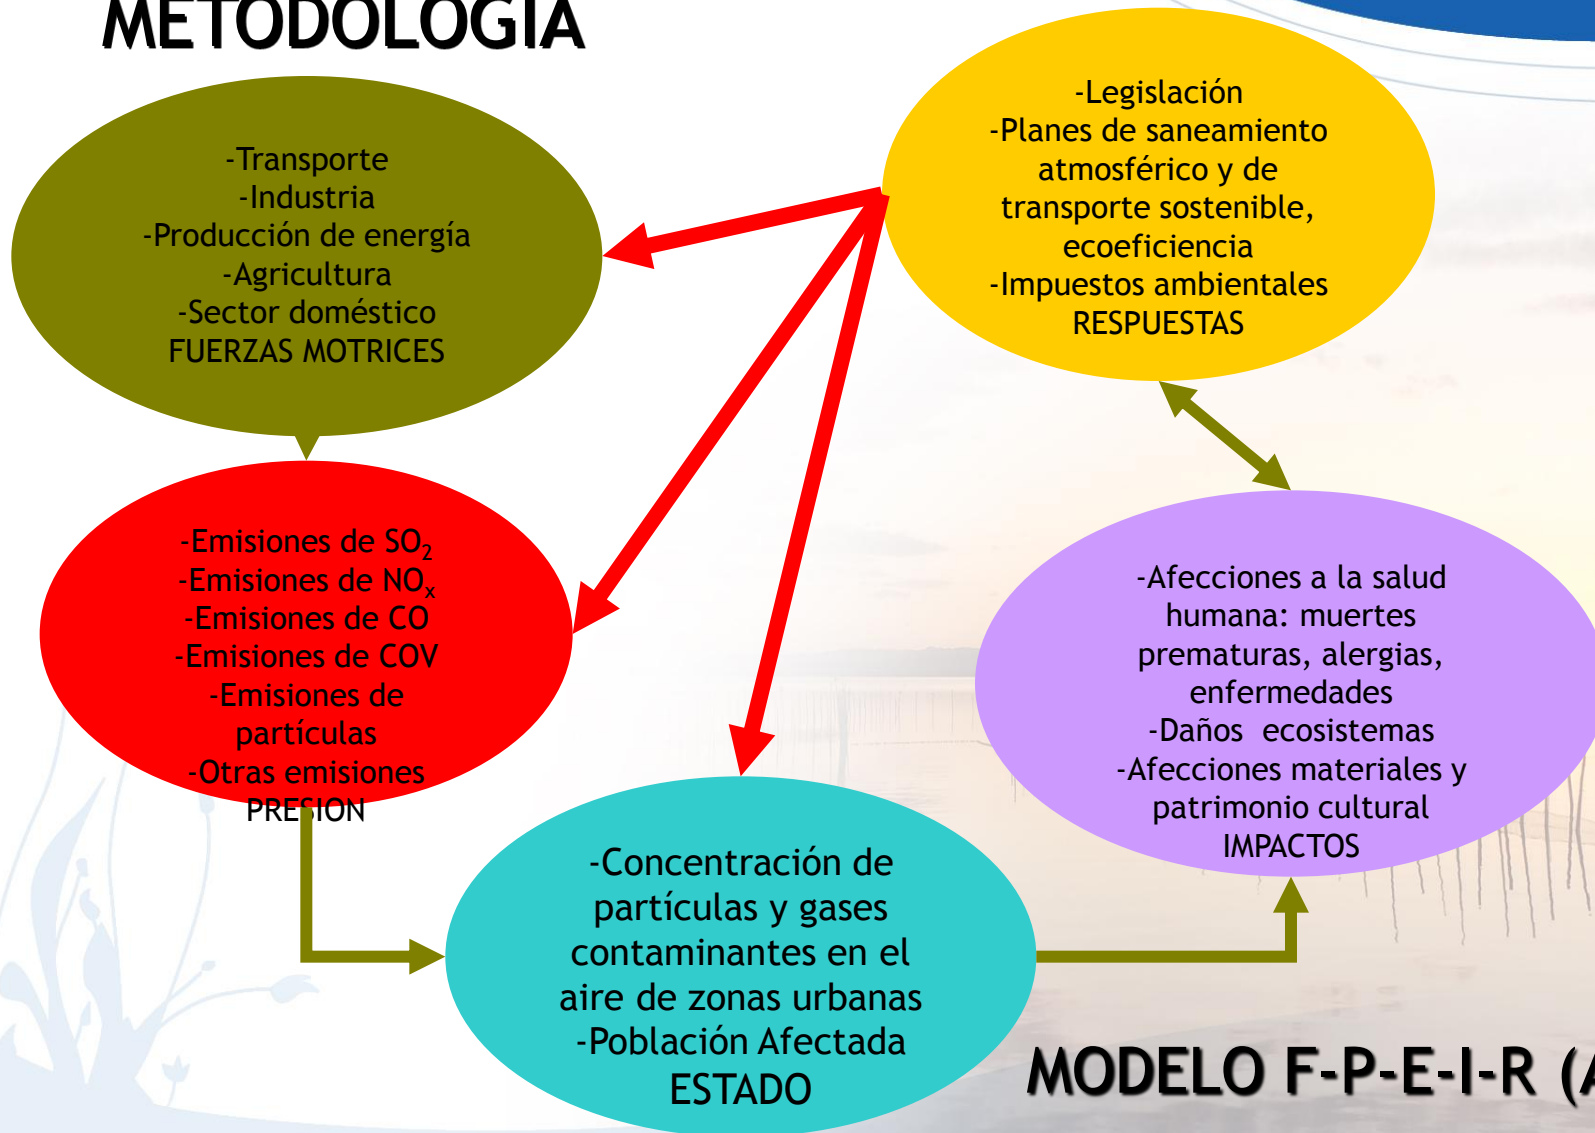 METODOLOGÍA
-Transporte
-Industria
-Producción de energía
-Agricultura
-Sector doméstico
FUERZAS MOTRICES
-Legislación
-Planes de saneamiento
atmosférico y de
transporte sostenible,
ecoeficiencia
-Impuestos ambientales
RESPUESTAS
-Emisiones de SO₂
-Emisiones de NOₓ
-Emisiones de CO
-Emisiones de COV
-Emisiones de
partículas
-Otras emisiones
PRESION
-Afecciones a la salud
humana: muertes
prematuras, alergias,
enfermedades
-Daños ecosistemas
-Afecciones materiales y
patrimonio cultural
IMPACTOS
-Concentración de
partículas y gases
contaminantes en el
aire de zonas urbanas
-Población Afectada
ESTADO
MODELO F-P-E-I-R (A